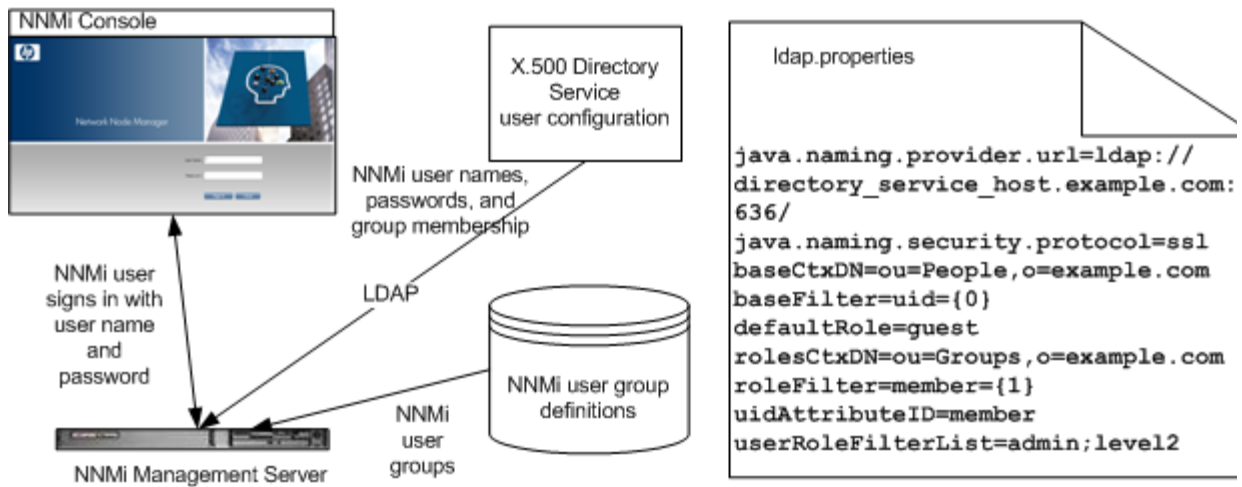 NNMi Console
hp
Network Node Manager
NNMi user
signs in with
user name
and
password
NNMi Management Server
X.500 Directory
Service
user configuration
NNMi user names,
passwords, and
group membership
LDAP
NNMi user group
definitions
NNMi
user
groups
ldap.properties
java.naming.provider.url=ldap://
directory_service_host.example.com:
636/
java.naming.security.protocol=ssl
baseCtxDN=ou=People,o=example.com
baseFilter=uid={0}
defaultRole=guest
rolesCtxDN=ou=Groups,o=example.com
roleFilter=member={1}
uidAttributeID=member
userRoleFilterList=admin;level2